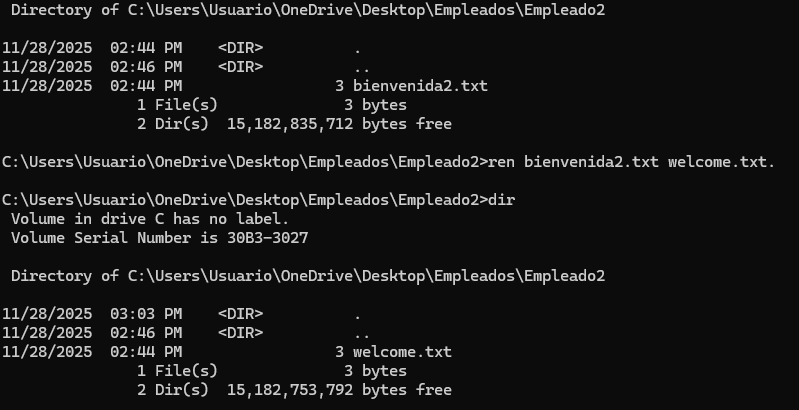 Directory of C:\Users\Usuario\OneDrive\Desktop\Empleados\Empleado2
11/28/2025  02:44 PM    <DIR>          .
11/28/2025  02:46 PM    <DIR>          ..
11/28/2025  02:44 PM                 3 bienvenida2.txt
               1 File(s)              3 bytes
               2 Dir(s)  15,182,835,712 bytes free
C:\Users\Usuario\OneDrive\Desktop\Empleados\Empleado2>ren bienvenida2.txt welcome.txt.
C:\Users\Usuario\OneDrive\Desktop\Empleados\Empleado2>dir
 Volume in drive C has no label.
 Volume Serial Number is 30B3-3027
 Directory of C:\Users\Usuario\OneDrive\Desktop\Empleados\Empleado2
11/28/2025  03:03 PM    <DIR>          .
11/28/2025  02:46 PM    <DIR>          ..
11/28/2025  02:44 PM                 3 welcome.txt
               1 File(s)              3 bytes
               2 Dir(s)  15,182,753,792 bytes free